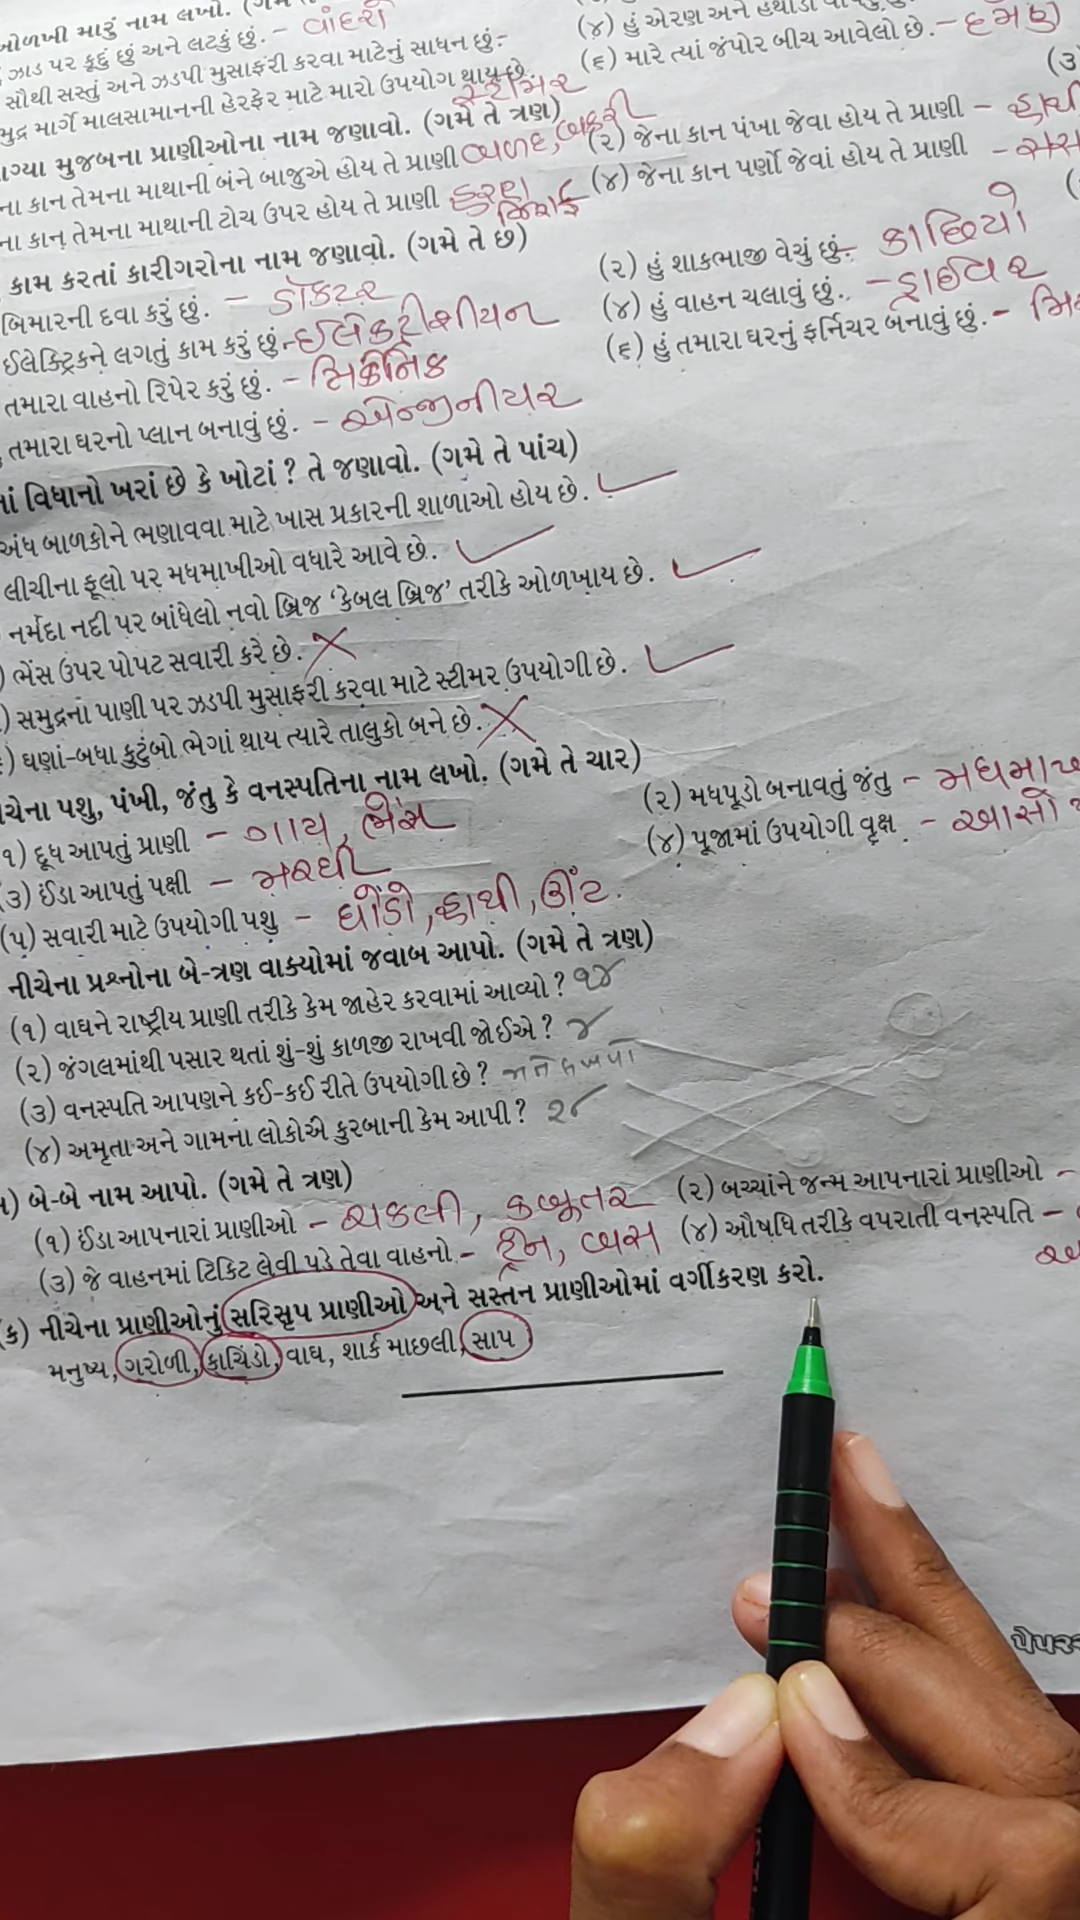 ઓળખી મારું નામ લખો.
ઝાડ પર કૂદું છું અને લટકું છું. - વાંદરો
(૪) હું એરણ અને હથોડી
સૌથી સસ્તું અને ઝડપી મુસાફરી કરવા માટેનું સાધન છું:-
(૬) મારે ત્યાં જંપોર બીચ આવેલો છે. - દમણ
મુદ્ર માર્ગે માલસામાનની હેરફેર માટે મારો ઉપયોગ થાય છે. સ્ટીમર
(૩
ગ્યા મુજબના પ્રાણીઓના નામ જણાવો. (ગમે તે ત્રણ)
ના કાન તેમના માથાની બંને બાજુએ હોય તે પ્રાણી બળદ, બકરી
(૨) જેના કાન પંખા જેવા હોય તે પ્રાણી - હાથી
ના કાન તેમના માથાની ટોચ ઉપર હોય તે પ્રાણી હરણ જિરાફ
(૪) જેના કાન પર્ણો જેવાં હોય તે પ્રાણી -
કામ કરતાં કારીગરોના નામ જણાવો. (ગમે તે છ)
બિમારની દવા કરું છું. - ડૉક્ટર
(૨) હું શાકભાજી વેચું છું. - કાછિયો
ઈલેક્ટ્રિકને લગતું કામ કરું છું. - ઈલેક્ટ્રીશીયન
(૪) હું વાહન ચલાવું છું. - ડ્રાઈવર
તમારા વાહનો રિપેર કરું છું. - મિકેનિક
(૬) હું તમારા ઘરનું ફર્નિચર બનાવું છું. - મિ
તમારા ઘરનો પ્લાન બનાવું છું. - એન્જીનીયર
નાં વિધાનો ખરાં છે કે ખોટાં ? તે જણાવો. (ગમે તે પાંચ)
અંધ બાળકોને ભણાવવા માટે ખાસ પ્રકારની શાળાઓ હોય છે. ✓
લીચીના ફૂલો પર મધમાખીઓ વધારે આવે છે. ✓
નર્મદા નદી પર બાંધેલો નવો બ્રિજ ‘કેબલ બ્રિજ’ તરીકે ઓળખાય છે. ✓
) ભેંસ ઉપર પોપટ સવારી કરે છે. ✗
) સમુદ્રનાં પાણી પર ઝડપી મુસાફરી કરવા માટે સ્ટીમર ઉપયોગી છે. ✓
) ઘણાં-બધા કુટુંબો ભેગાં થાય ત્યારે તાલુકો બને છે. ✗
ચેના પશુ, પંખી, જંતુ કે વનસ્પતિના નામ લખો. (ગમે તે ચાર)
૧) દૂધ આપતું પ્રાણી - ગાય, ભેંસ
(૨) મધપૂડો બનાવતું જંતુ - મધમાખ
(૩) ઈંડા આપતું પક્ષી - મરઘી
(૪) પૂજામાં ઉપયોગી વૃક્ષ - આસો
(૫) સવારી માટે ઉપયોગી પશુ - ઘોંડો, હાથી, ઊંટ.
નીચેના પ્રશ્નોના બે-ત્રણ વાક્યોમાં જવાબ આપો. (ગમે તે ત્રણ)
(૧) વાઘને રાષ્ટ્રીય પ્રાણી તરીકે કેમ જાહેર કરવામાં આવ્યો ?
(૨) જંગલમાંથી પસાર થતાં શું-શું કાળજી રાખવી જોઈએ ?
(૩) વનસ્પતિ આપણને કઈ-કઈ રીતે ઉપયોગી છે ? જાતે લખવો
(૪) અમૃતા અને ગામના લોકોએ કુરબાની કેમ આપી ?
) બે-બે નામ આપો. (ગમે તે ત્રણ)
(૧) ઈંડા આપનારાં પ્રાણીઓ - ચકલી, કબૂતર
(૨) બચ્ચાંને જન્મ આપનારાં પ્રાણીઓ -
(૩) જે વાહનમાં ટિકિટ લેવી પડે તેવા વાહનો - ટ્રેન, બસ
(૪) ઔષધિ તરીકે વપરાતી વનસ્પતિ -
(ક) નીચેના પ્રાણીઓનું સરિસૃપ પ્રાણીઓ અને સસ્તન પ્રાણીઓમાં વર્ગીકરણ કરો.
મનુષ્ય, ગરોળી, કાચિંડો, વાઘ, શાર્ક માછલી, સાપ
પેપર